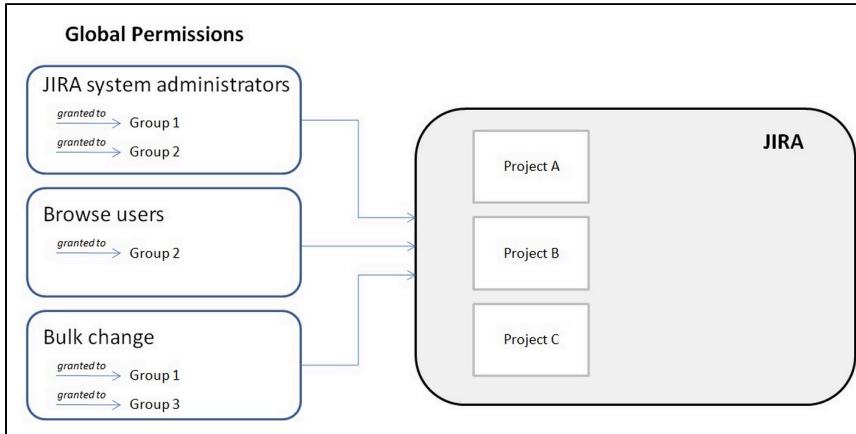 Global Permissions
JIRA system administrators
granted to
Group 1
granted to
Group 2
Browse users
granted to
Group 2
Bulk change
granted to
Group 1
granted to
Group 3
JIRA
Project A
Project B
Project C